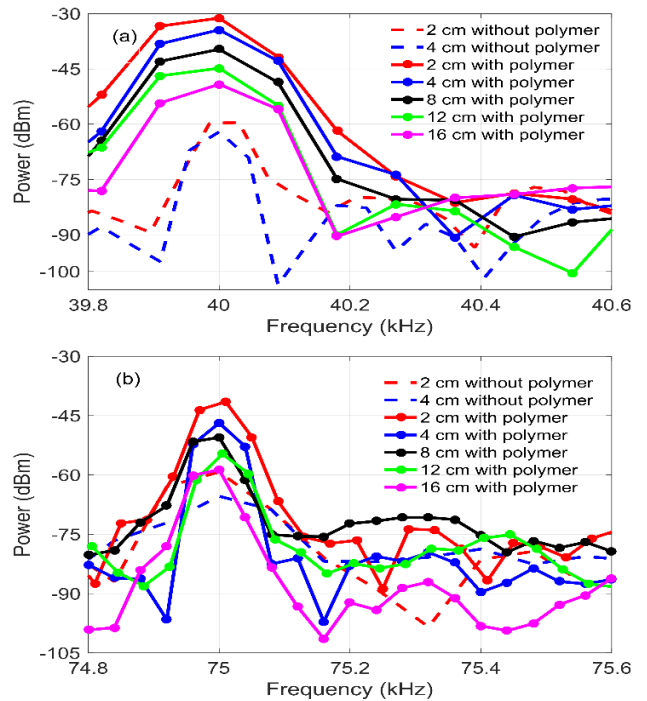 -30
(a)
2 cm without polymer
4 cm without polymer
-45
2 cm with polymer
4 cm with polymer
8 cm with polymer
-60
12 cm with polymer
16 cm with polymer
Power (dBm)
-75
-90
-100
39.8 40 40.2 40.4 40.6
Frequency (kHz)
-30
(b)
2 cm without polymer
4 cm without polymer
-45
2 cm with polymer
4 cm with polymer
8 cm with polymer
-60
12 cm with polymer
16 cm with polymer
Power (dBm)
-75
-90
-105
74.8 75 75.2 75.4 75.6
Frequency (kHz)